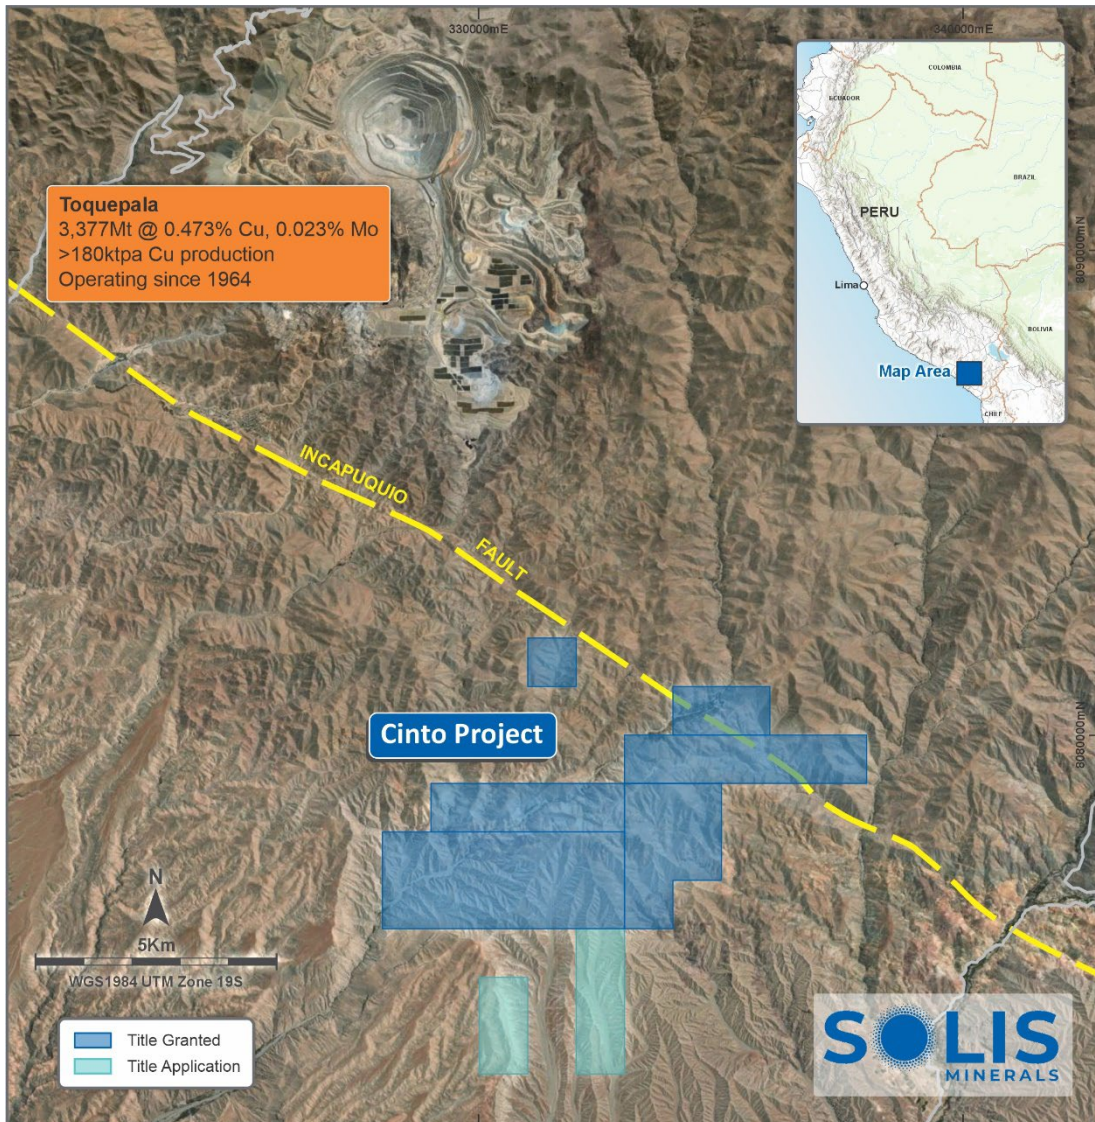 330000mE
340000mE
COLOMBIA
ECUADOR
BRAZIL
PERU
Lima
BOLIVIA
Map Area
CHILE
8090000mN
Toquepala
3,377Mt @ 0.473% Cu, 0.023% Mo
>180ktpa Cu production
Operating since 1964
INCAPUQUIO
FAULT
Cinto Project
8080000mN
N
5Km
WGS1984 UTM Zone 19S
Title Granted
Title Application
SOLIS
MINERALS